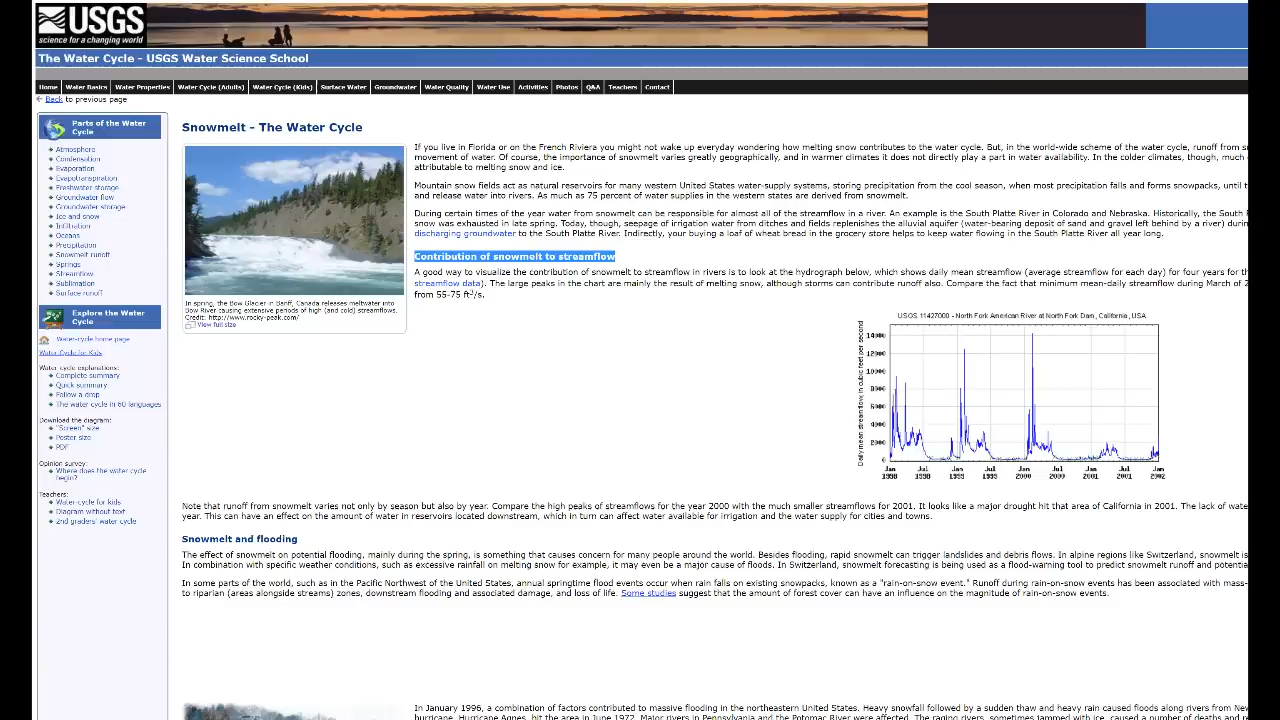 USGS
science for a changing world
The Water Cycle - USGS Water Science School
Home Water Basics Water Properties Water Cycle (Adults) Water Cycle (Kids) Surface Water Groundwater Water Quality Water Use Activities Photos Q&A Teachers Contact
Back to previous page
Parts of the Water
Cycle
Atmosphere
Condensation
Evaporation
Evapotranspiration
Freshwater storage
Groundwater flow
Groundwater storage
Ice and snow
Infiltration
Oceans
Precipitation
Snowmelt runoff
Springs
Streamflow
Sublimation
Surface runoff
Explore the Water
Cycle
Water-cycle home page
Water Cycle for Kids
Water cycle explanations:
Complete summary
Quick summary
Follow a drop
The water cycle in 60 languages
Download the diagram:
"Screen" size
Poster size
PDF
Opinion survey:
Where does the water cycle
begin?
Teachers:
Water-cycle for kids
Diagram without text
2nd graders' water cycle
Snowmelt - The Water Cycle
In spring, the Bow Glacier in Banff, Canada releases meltwater into
Bow River causing extensive periods of high (and cold) streamflows.
Credit: http://www.rocky-peak.com/
View full size
If you live in Florida or on the French Riviera you might not wake up everyday wondering how melting snow contributes to the water cycle. But, in the world-wide scheme of the water cycle, runoff from
movement of water. Of course, the importance of snowmelt varies greatly geographically, and in warmer climates it does not directly play a part in water availability. In the colder climates, though, much
attributable to melting snow and ice.
Mountain snow fields act as natural reservoirs for many western United States water-supply systems, storing precipitation from the cool season, when most precipitation falls and forms snowpacks, until
and release water into rivers. As much as 75 percent of water supplies in the western states are derived from snowmelt.
During certain times of the year water from snowmelt can be responsible for almost all of the streamflow in a river. An example is the South Platte River in Colorado and Nebraska. Historically, the South
snow was exhausted in late spring. Today, though, seepage of irrigation water from ditches and fields replenishes the alluvial aquifer (water-bearing deposit of sand and gravel left behind by a river)
discharging groundwater to the South Platte River. Indirectly, your buying a loaf of wheat bread in the grocery store helps to keep water flowing in the South Platte River all year long.
Contribution of snowmelt to streamflow
A good way to visualize the contribution of snowmelt to streamflow in rivers is to look at the hydrograph below, which shows daily mean streamflow (average streamflow for each day) for four years for
streamflow data). The large peaks in the chart are mainly the result of melting snow, although storms can contribute runoff also. Compare the fact that minimum mean-daily streamflow during March of
from 55-75 ft³/s.
USGS 11427000 - North Fork American River at North Fork Dam, California, USA
Daily mean streamflow, in cubic feet per second
14000
12000
10000
8000
6000
4000
2000
0
Jan Jul Jan Jul Jan Jul Jan Jul Jan
1998 1998 1999 1999 2000 2000 2001 2001 2002
Note that runoff from snowmelt varies not only by season but also by year. Compare the high peaks of streamflows for the year 2000 with the much smaller streamflows for 2001. It looks like a major drought hit that area of California in 2001. The lack of
year. This can have an effect on the amount of water in reservoirs located downstream, which in turn can affect water available for irrigation and the water supply for cities and towns.
Snowmelt and flooding
The effect of snowmelt on potential flooding, mainly during the spring, is something that causes concern for many people around the world. Besides flooding, rapid snowmelt can trigger landslides and debris flows. In alpine regions like Switzerland, snowmelt is
In combination with specific weather conditions, such as excessive rainfall on melting snow for example, it may even be a major cause of floods. In Switzerland, snowmelt forecasting is being used as a flood-warning tool to predict snowmelt runoff and
In some parts of the world, such as in the Pacific Northwest of the United States, annual springtime flood events occur when rain falls on existing snowpacks, known as a "rain-on-snow event." Runoff during rain-on-snow events has been associated with mass-
to riparian (areas alongside streams) zones, downstream flooding and associated damage, and loss of life. Some studies suggest that the amount of forest cover can have an influence on the magnitude of rain-on-snow events.
In January 1996, a combination of factors contributed to massive flooding in the northeastern United States. Heavy snowfall followed by a sudden thaw and heavy rain caused floods along rivers from New
hurricane, Hurricane Agnes, hit the area in June 1972. Major rivers in Pennsylvania and the Potomac River were affected. The raging rivers, sometimes jammed with ice, caused a number of deaths and